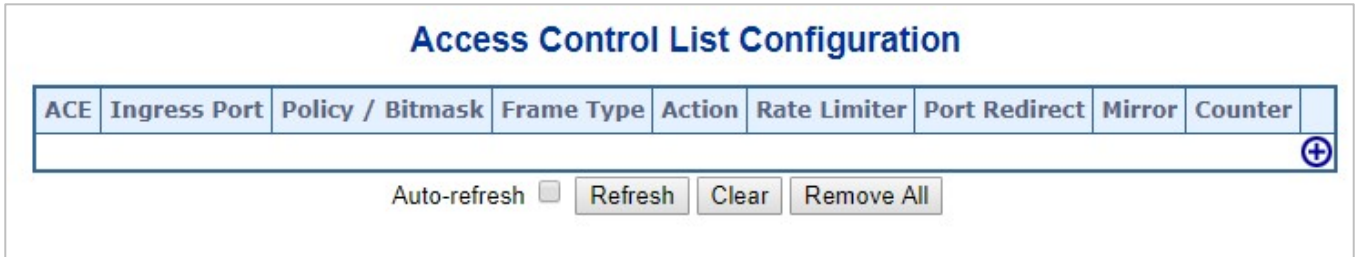 Access Control List Configuration
ACE Ingress Port Policy / Bitmask Frame Type Action Rate Limiter Port Redirect Mirror Counter
Auto-refresh Refresh Clear Remove All